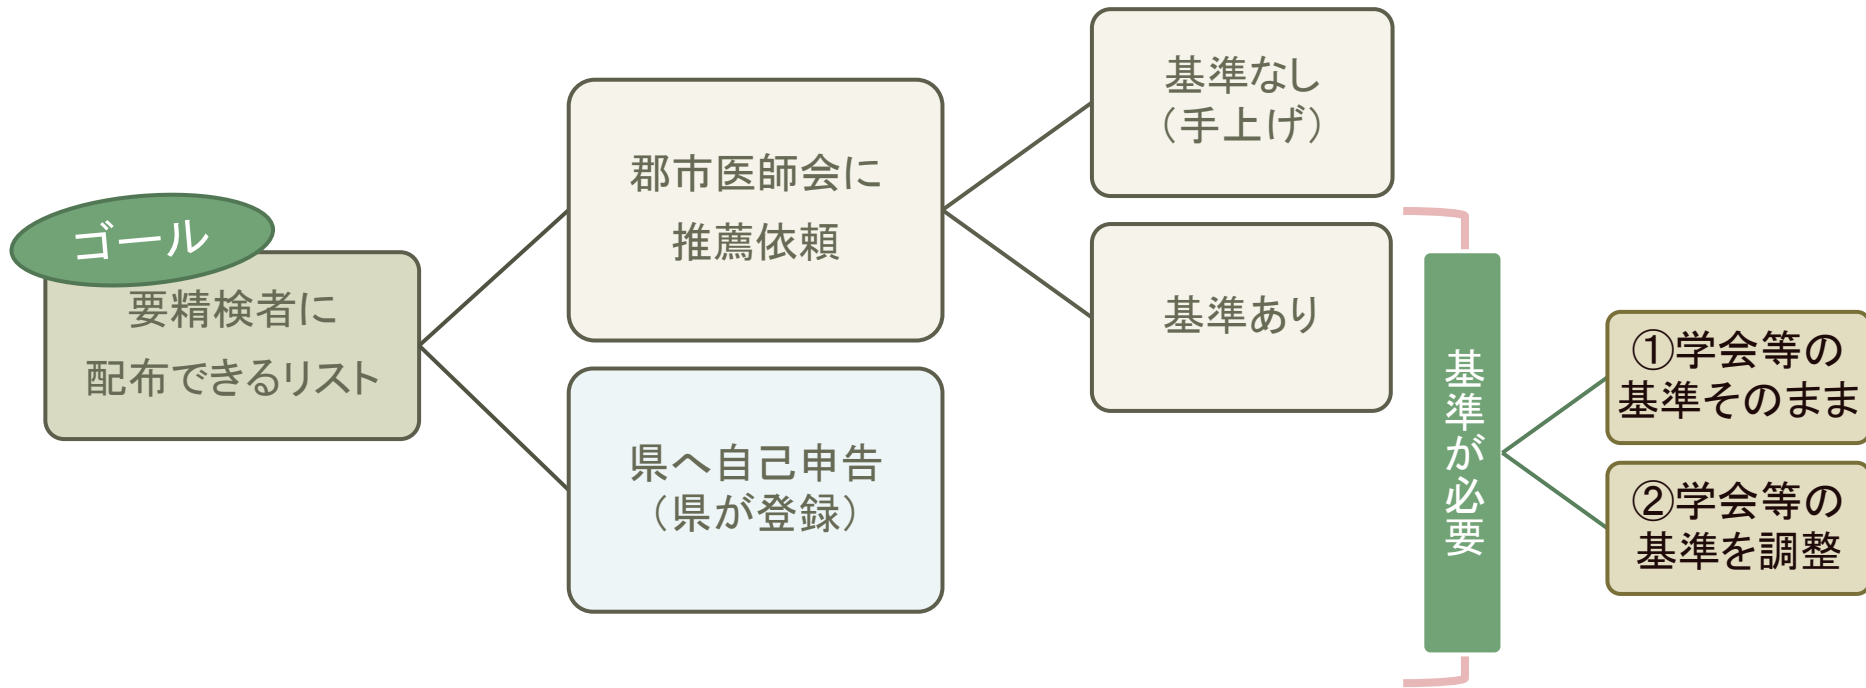 ゴール
要精検者に
配布できるリスト
郡市医師会に
推薦依頼
県へ自己申告
（県が登録）
基準なし
（手上げ）
基準あり
基準が必要
①学会等の
基準そのまま
②学会等の
基準を調整